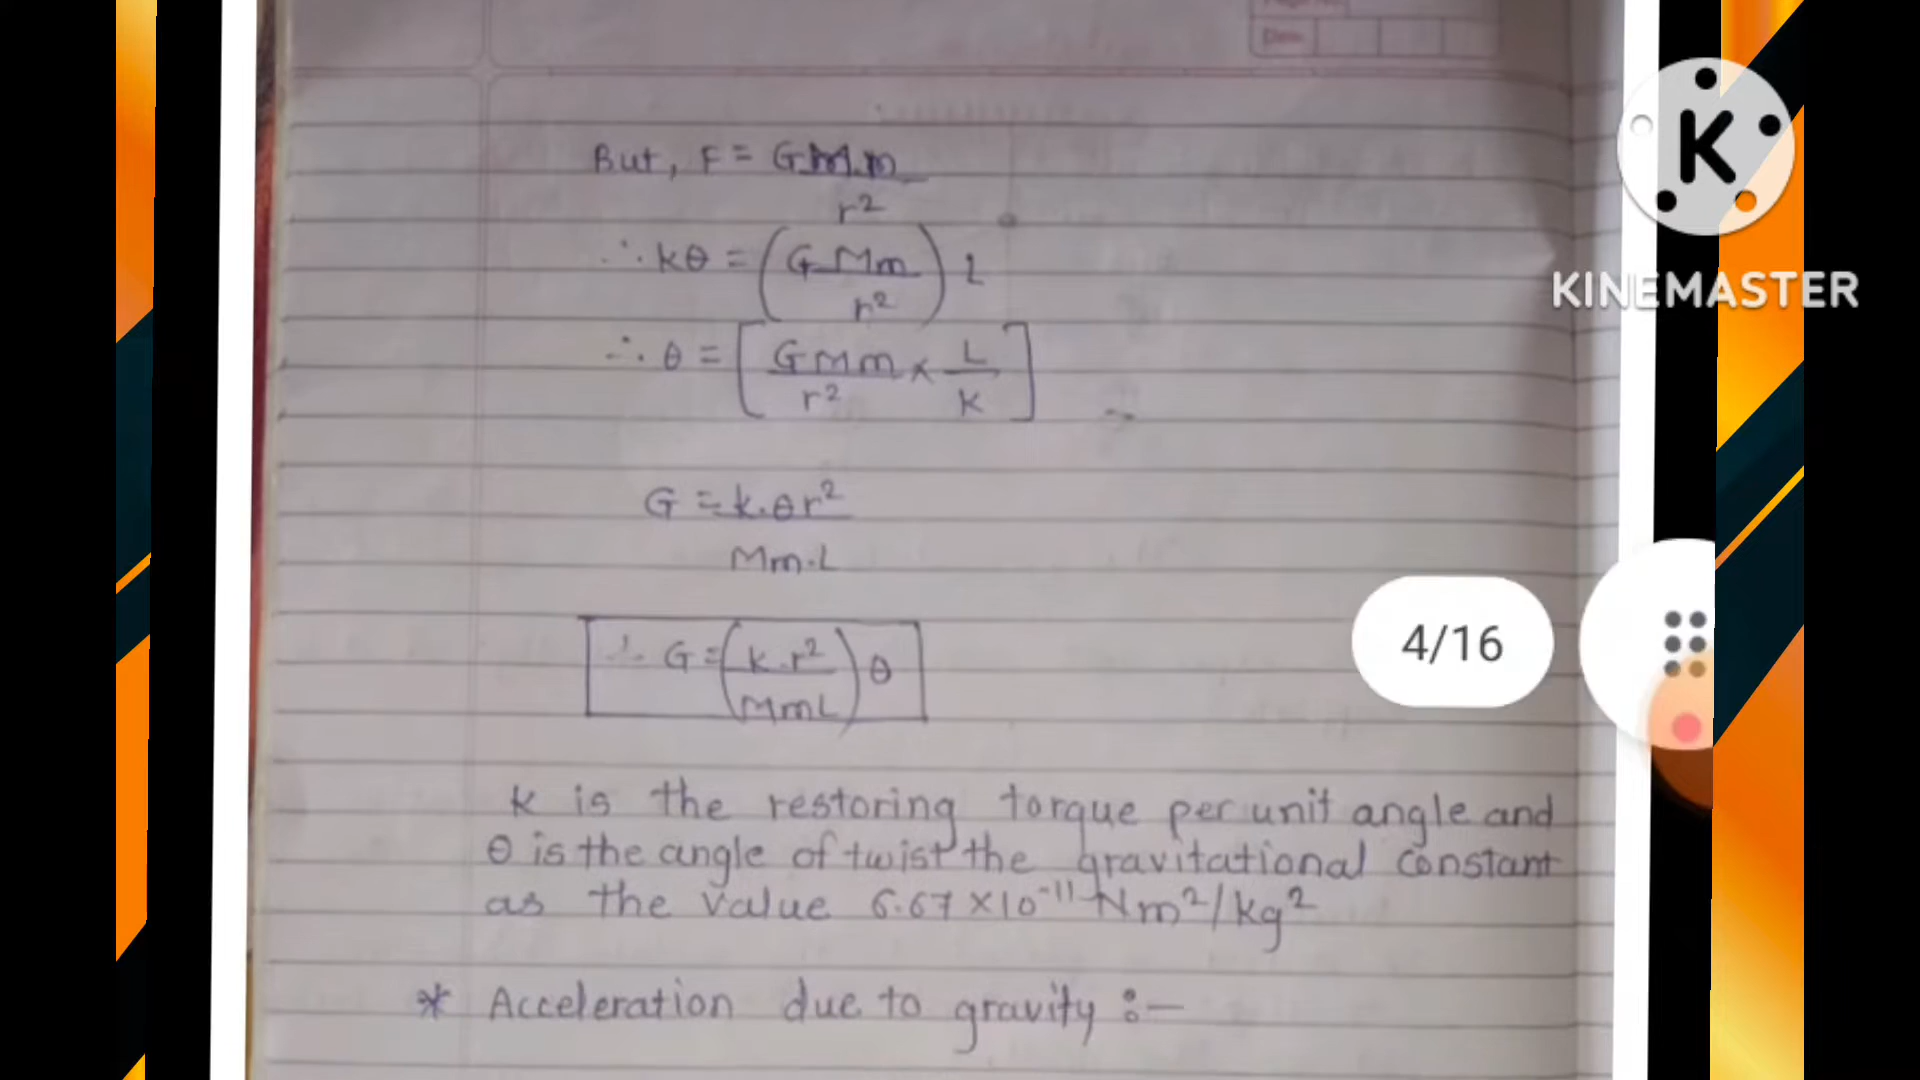 Date
But, F = GM.m
r²
∴ kθ = (GMm
r²) L
∴ θ = [GMm / r² × L / K]
G = k.θr²
Mm.L
∴ G = (k.r²
MmL) θ
k is the restoring torque per unit angle and
θ is the angle of twist the gravitational constant
as the value 6.67 × 10⁻¹¹ Nm²/kg²
* Acceleration due to gravity :-
K
KINEMASTER
4/16